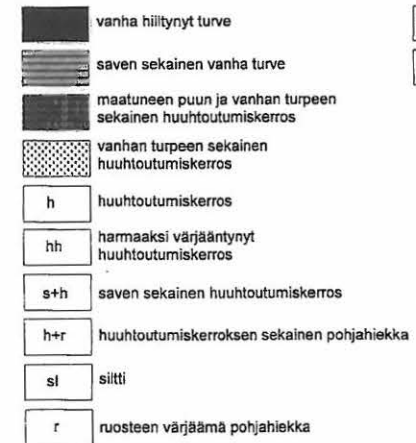 vanha hiiltynyt turve
saven sekainen vanha turve
maatuneen puun ja vanhan turpeen
sekainen huuhtoutumiskerros
vanhan turpeen sekainen
huuhtoutumiskerros
h huuhtoutumiskerros
hh harmaaksi värjääntynyt
huuhtoutumiskerros
s+h saven sekainen huuhtoutumiskerros
h+r huuhtoutumiskerroksen sekainen pohjahiekka
sl siltti
r ruosteen värjäämä pohjahiekka